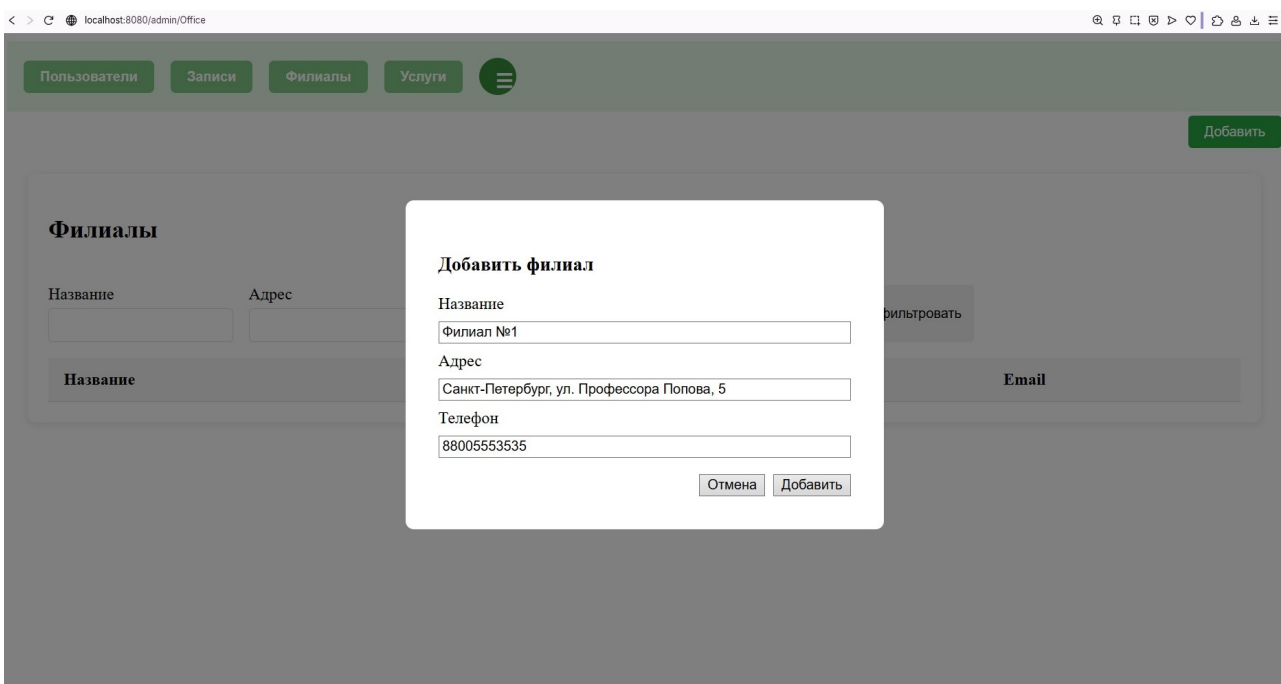 localhost:8080/admin/Office
Пользователи Записи Филиалы Услуги
Добавить
Филиалы
Название Адрес фильтровать
Название Email
Добавить филиал
Название
Филиал №1
Адрес
Санкт-Петербург, ул. Профессора Попова, 5
Телефон
88005553535
Отмена Добавить